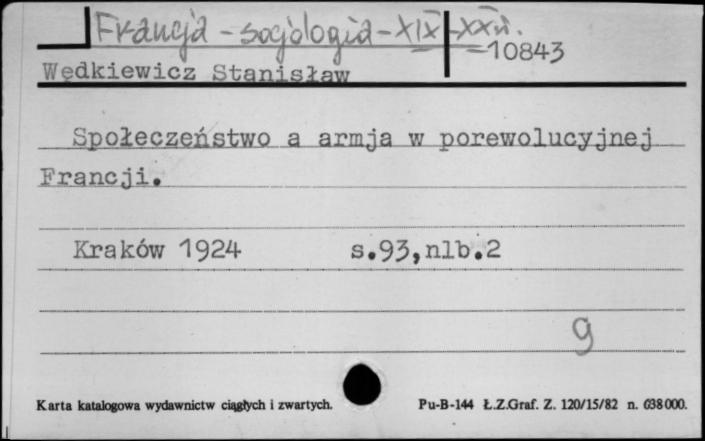 Francja - socjologia - XIX - XX w.
10843
Wędkiewicz Stanisław
Społeczeństwo a armja w porewolucyjnej
Francji.
Kraków 1924 s.93,nlb.2
g
Karta katalogowa wydawnictw ciągłych i zwartych. Pu-B-144 Ł.Z.Graf. Z. 120/15/82 n. 638000.